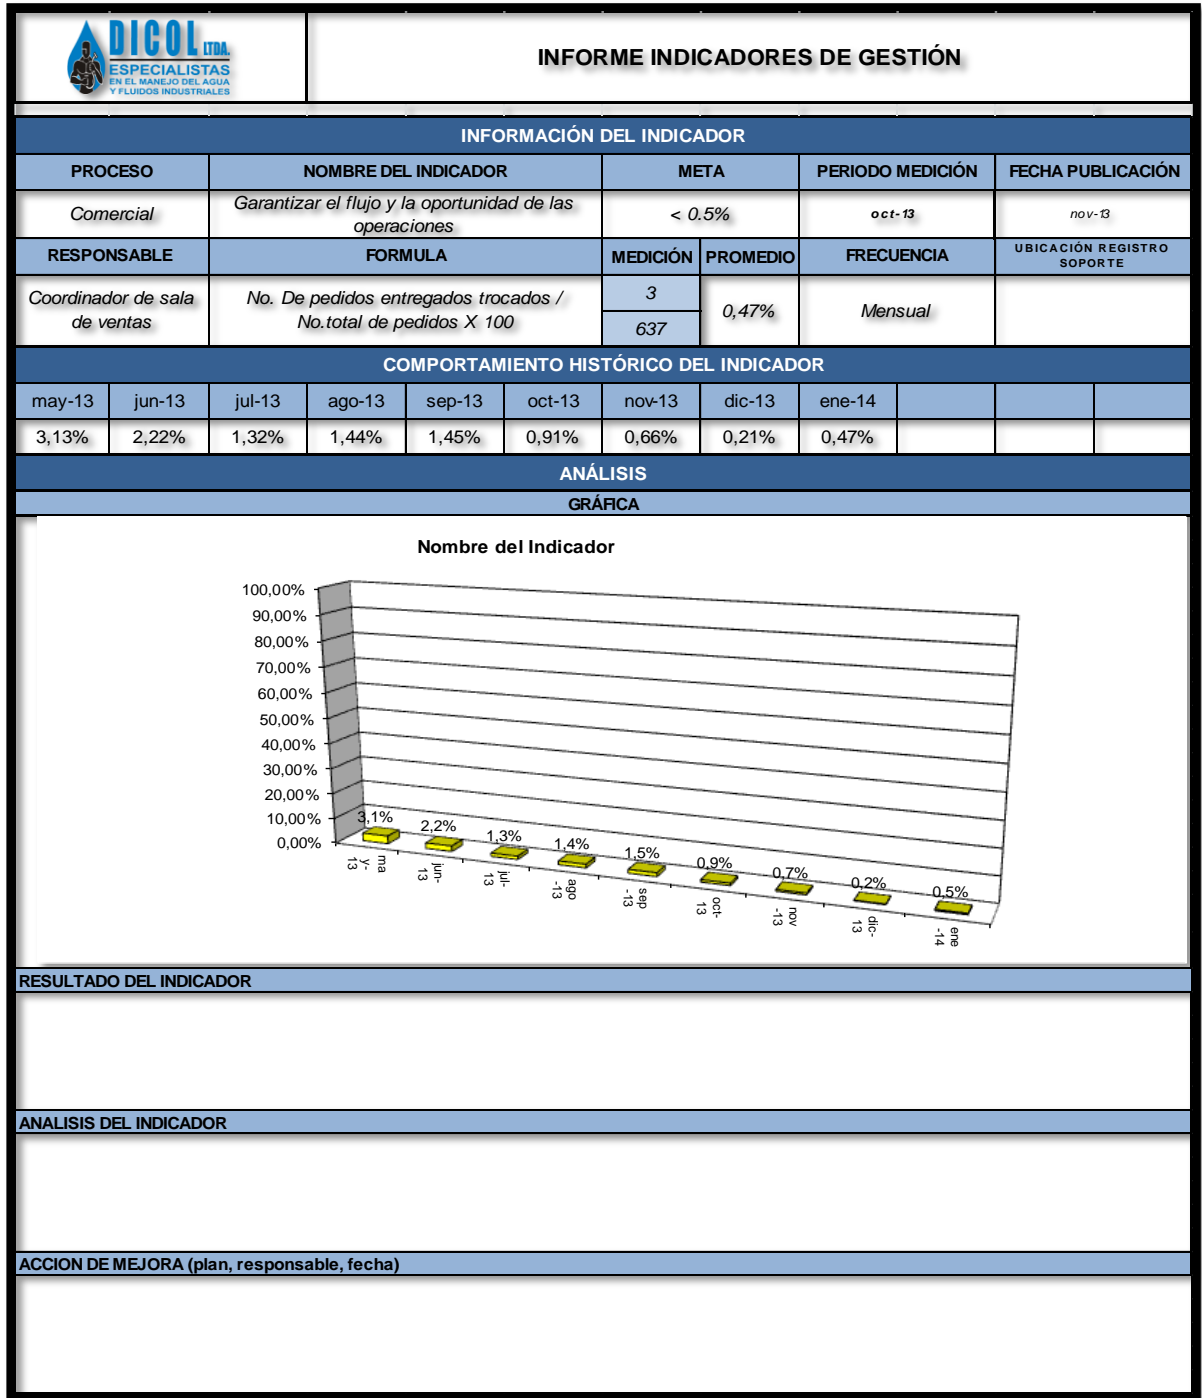 DICOL LTDA.
ESPECIALISTAS
EN EL MANEJO DEL AGUA
Y FLUIDOS INDUSTRIALES
INFORME INDICADORES DE GESTIÓN
INFORMACIÓN DEL INDICADOR
PROCESO NOMBRE DEL INDICADOR META PERIODO MEDICIÓN FECHA PUBLICACIÓN
Comercial
Garantizar el flujo y la oportunidad de las
operaciones
< 0.5%
oct-13
nov-13
RESPONSABLE FORMULA MEDICIÓN PROMEDIO FRECUENCIA
UBICACIÓN REGISTRO
SOPORTE
Coordinador de sala
de ventas
No. De pedidos entregados trocados /
No.total de pedidos X 100
3
637
0,47%
Mensual
COMPORTAMIENTO HISTÓRICO DEL INDICADOR
may-13 jun-13 jul-13 ago-13 sep-13 oct-13 nov-13 dic-13 ene-14
3,13% 2,22% 1,32% 1,44% 1,45% 0,91% 0,66% 0,21% 0,47%
ANÁLISIS
GRÁFICA
Nombre del Indicador
100,00%
90,00%
80,00%
70,00%
60,00%
50,00%
40,00%
30,00%
20,00%
10,00%
0,00%
3,1% 2,2% 1,3% 1,4% 1,5% 0,9% 0,7% 0,2% 0,5%
ma
y-
13
jun-
13
jul-
13
ago
-13
sep
-13
oct-
13
nov
-13
dic-
13
ene
-14
RESULTADO DEL INDICADOR
ANALISIS DEL INDICADOR
ACCION DE MEJORA (plan, responsable, fecha)